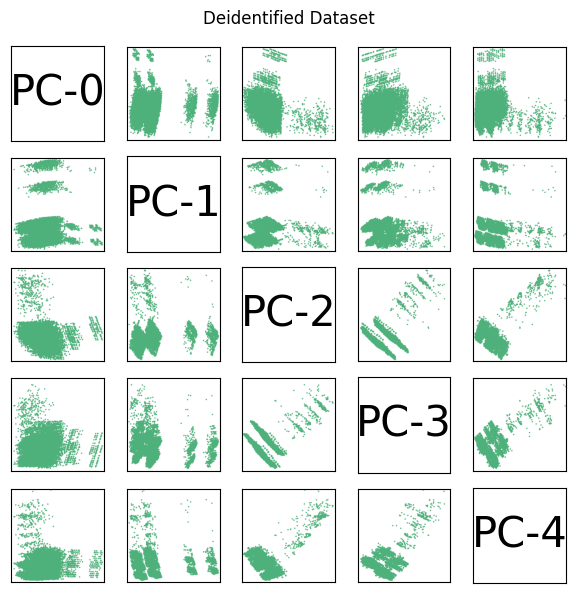 Deidentified Dataset
PC-0
PC-1
PC-2
PC-3
PC-4